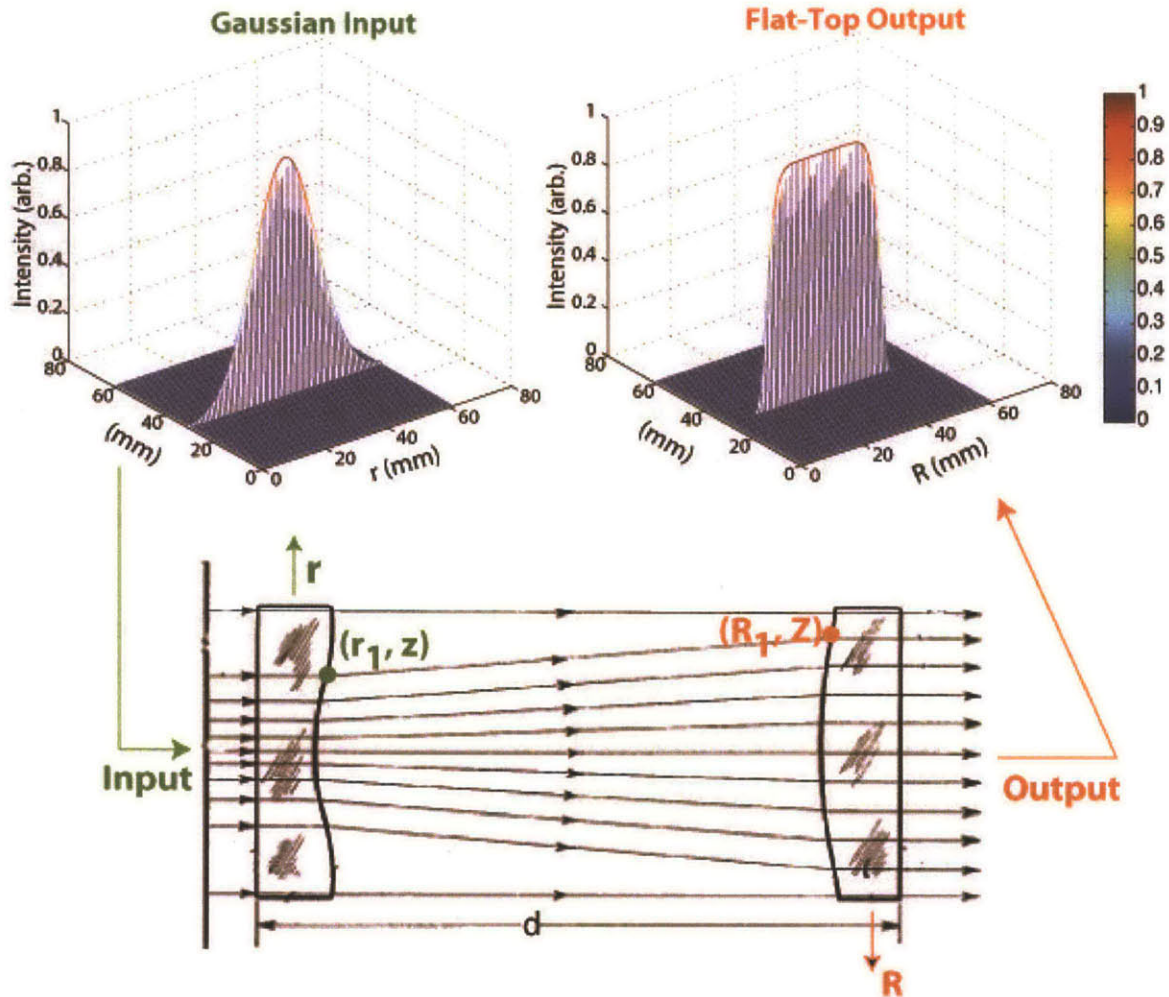 Gaussian Input
Flat-Top Output
Intensity (arb.)
1
0.8
0.6
0.4
0.2
0
80
60
40
20
0
(mm)
0
20
40
60
80
r (mm)
Intensity (arb.)
1
0.8
0.6
0.4
0.2
0
80
60
40
20
0
(mm)
0
20
40
60
80
R (mm)
1
0.9
0.8
0.7
0.6
0.5
0.4
0.3
0.2
0.1
0
r
(r₁, z)
(R₁, Z)
Input
Output
d
R